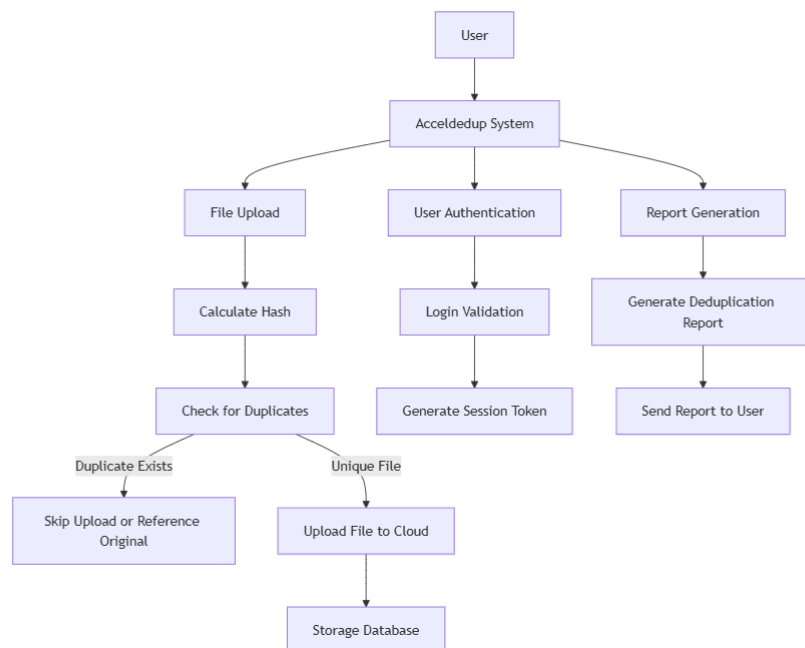 User
Acceldedup System
File Upload
User Authentication
Report Generation
Calculate Hash
Login Validation
Generate Deduplication
Report
Check for Duplicates
Generate Session Token
Send Report to User
Duplicate Exists
Unique File
Skip Upload or Reference
Original
Upload File to Cloud
Storage Database